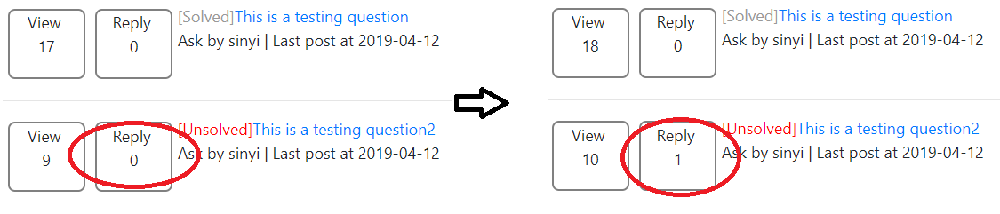 View Reply [Solved]This is a testing question
17 0 Ask by sinyi | Last post at 2019-04-12
View Reply [Unsolved]This is a testing question2
9 0 Ask by sinyi | Last post at 2019-04-12
View Reply [Solved]This is a testing question
18 0 Ask by sinyi | Last post at 2019-04-12
View Reply [Unsolved]This is a testing question2
10 1 Ask by sinyi | Last post at 2019-04-12